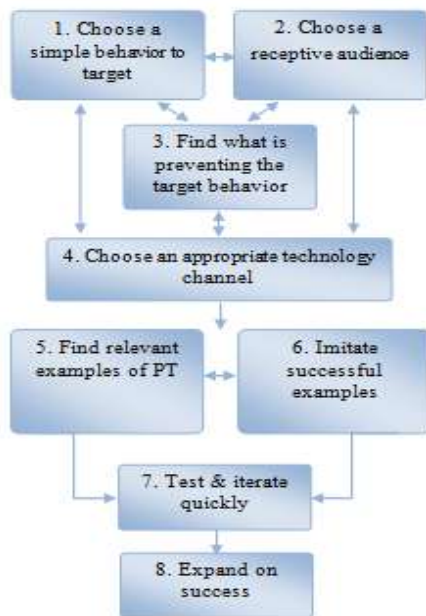 1. Choose a
simple behavior to
target
2. Choose a
receptive audience
3. Find what is
preventing the
target behavior
4. Choose an appropriate technology
channel
5. Find relevant
examples of PT
6. Imitate
successful
examples
7. Test & iterate
quickly
8. Expand on
success